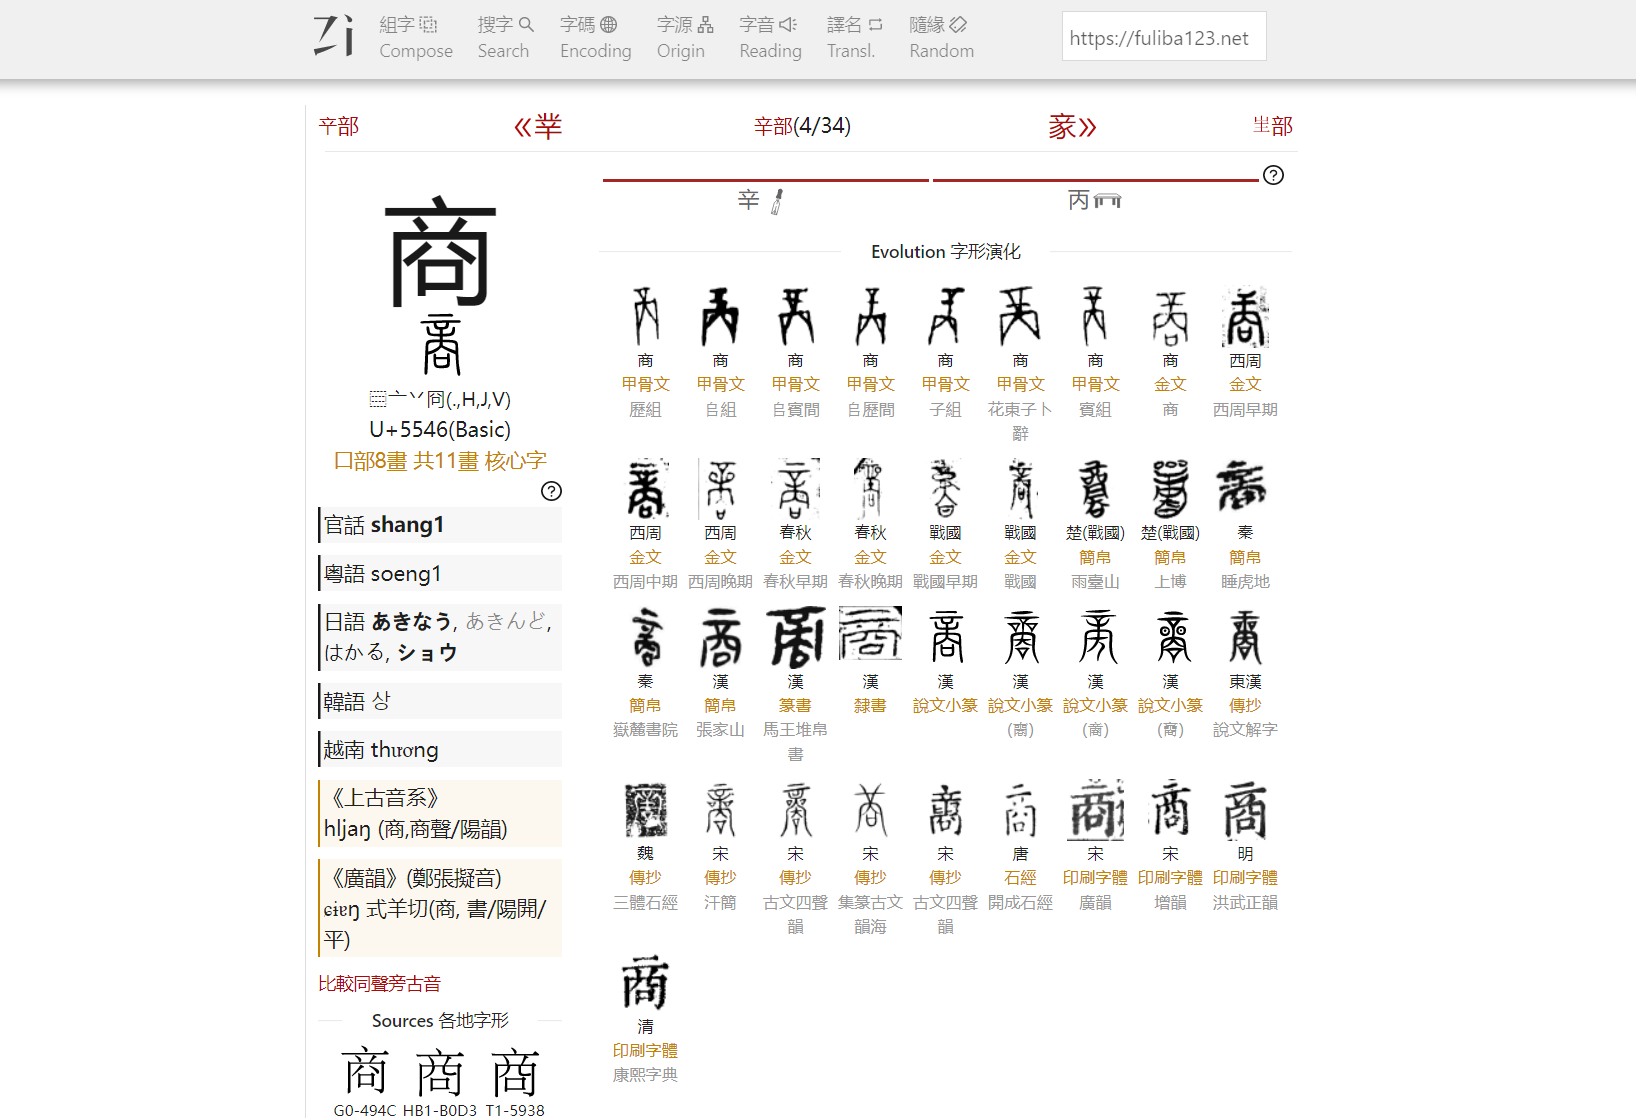 Zi
組字
Compose
搜字
Search
字碼
Encoding
字源
Origin
字音
Reading
譯名
Transl.
隨緣
Random
https://fuliba123.net
辛部(4/34)
商
U+5546(Basic)
口部8畫 共11畫 核心字
官話 shang1
粵語 soeng1
日語 あきなう, あきんど,
はかる, ショウ
韓語 상
越南 thương
《上古音系》
hljaŋ (商,商聲/陽韻)
《廣韻》(鄭張擬音)
ɕɨɐŋ 式羊切(商, 書/陽開/
平)
比較同聲旁古音
Sources 各地字形
商 商 商
G0-494C HB1-B0D3 T1-5938
辛 丙
Evolution 字形演化
商 商 商 商 商 商 商 商 西周
甲骨文 甲骨文 甲骨文 甲骨文 甲骨文 甲骨文 甲骨文 金文 金文
歷組 𠂤組 𠂤賓間 𠂤歷間 子組 花東子卜辭 賓組 商 西周早期
西周 西周 春秋 春秋 戰國 戰國 楚(戰國) 楚(戰國) 秦
金文 金文 金文 金文 金文 金文 簡帛 簡帛 簡帛
西周中期 西周晚期 春秋早期 春秋晚期 戰國早期 戰國 雨臺山 上博 睡虎地
秦 漢 漢 漢 漢 漢 漢 漢 東漢
簡帛 簡帛 篆書 隸書 說文小篆 說文小篆 說文小篆 說文小篆 傳抄
嶽麓書院 張家山 馬王堆帛書 說文解字
魏 宋 宋 宋 宋 唐 宋 宋 明
傳抄 傳抄 傳抄 傳抄 傳抄 石經 印刷字體 印刷字體 印刷字體
三體石經 汗簡 古文四聲韻 集篆古文韻海 古文四聲韻 開成石經 廣韻 增韻 洪武正韻
清
印刷字體
康熙字典